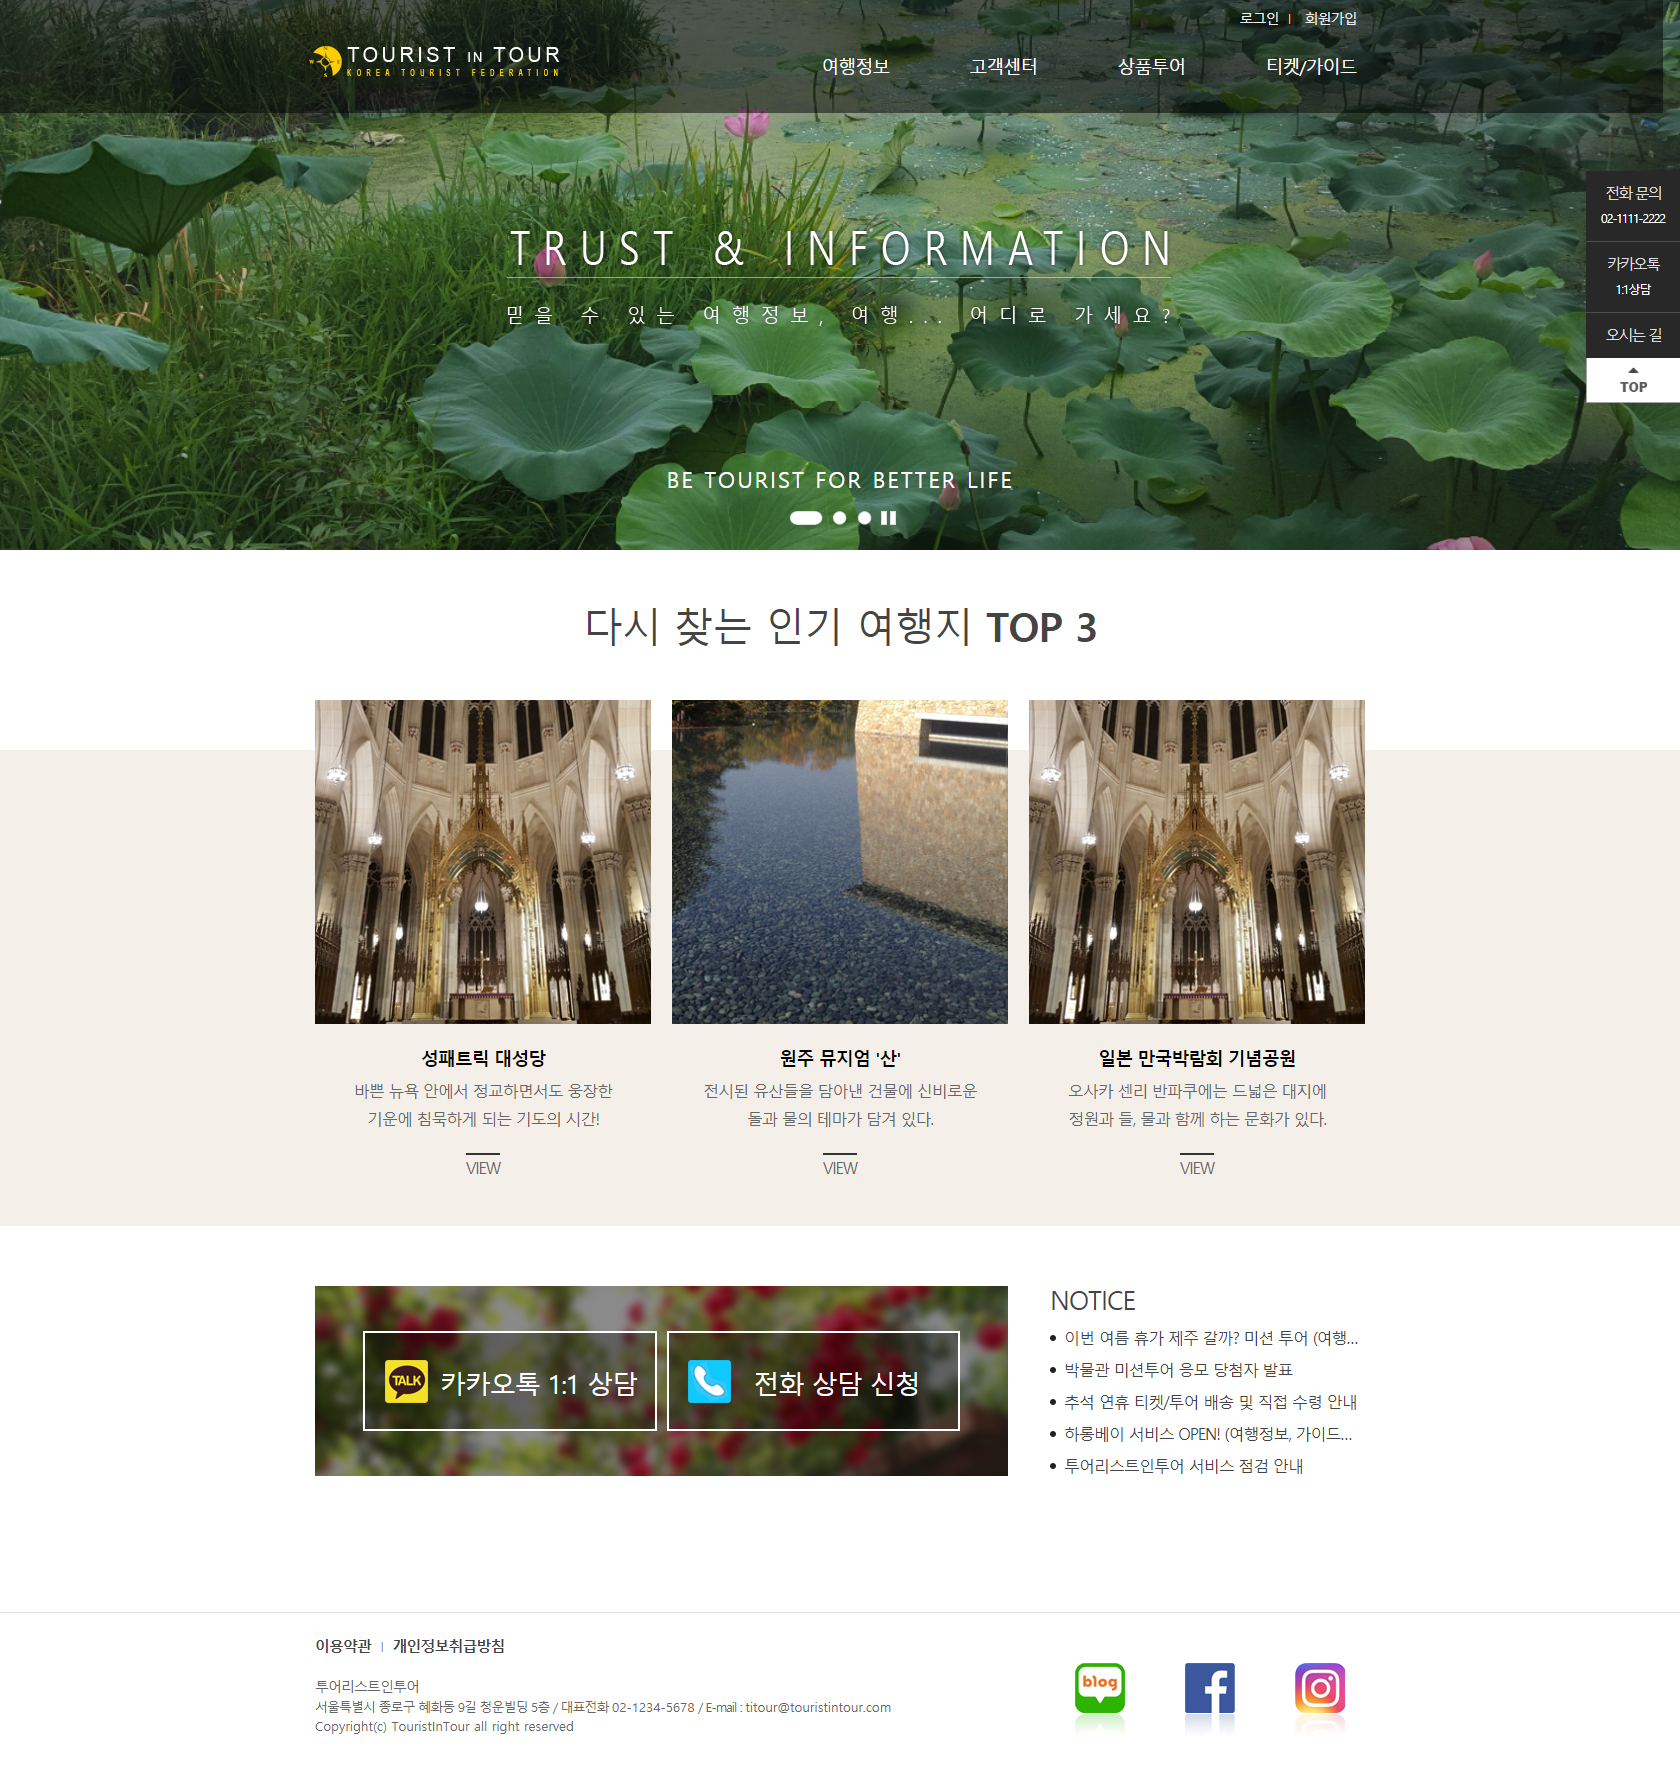 로그인 | 회원가입
TOURIST IN TOUR
KOREA TOURIST FEDERATION
여행정보 고객센터 상품투어 티켓/가이드
전화 문의
02-1111-2222
카카오톡
1:1상담
오시는 길
TOP
TRUST & INFORMATION
믿을 수 있는 여행정보, 여행... 어디로 가세요?
BE TOURIST FOR BETTER LIFE
다시 찾는 인기 여행지 TOP 3
성패트릭 대성당
바쁜 뉴욕 안에서 정교하면서도 웅장한
기운에 침묵하게 되는 기도의 시간!
VIEW
원주 뮤지엄 '산'
전시된 유산들을 담아낸 건물에 신비로운
돌과 물의 테마가 담겨 있다.
VIEW
일본 만국박람회 기념공원
오사카 센리 반파쿠에는 드넓은 대지에
정원과 들, 물과 함께 하는 문화가 있다.
VIEW
TALK 카카오톡 1:1 상담
전화 상담 신청
NOTICE
이번 여름 휴가 제주 갈까? 미션 투어 (여행...
박물관 미션투어 응모 당첨자 발표
추석 연휴 티켓/투어 배송 및 직접 수령 안내
하롱베이 서비스 OPEN! (여행정보, 가이드...
투어리스트인투어 서비스 점검 안내
이용약관 | 개인정보취급방침
투어리스트인투어
서울특별시 종로구 혜화동 9길 청운빌딩 5층 / 대표전화 02-1234-5678 / E-mail : titour@touristintour.com
Copyright(c) TouristInTour all right reserved
blog